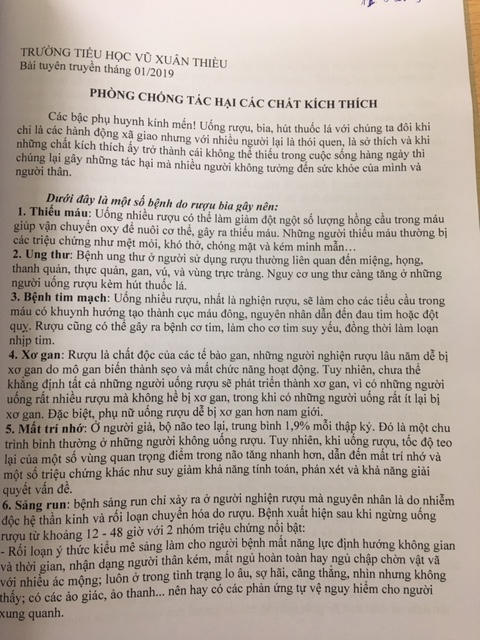 TRƯỜNG TIỂU HỌC VŨ XUÂN THIỀU
Bài tuyên truyền tháng 01/2019
PHÒNG CHỐNG TÁC HẠI CÁC CHẤT KÍCH THÍCH
Các bậc phụ huynh kính mến! Uống rượu, bia, hút thuốc lá với chúng ta đôi khi
chỉ là các hành động xã giao nhưng với nhiều người lại là thói quen, là sở thích và khi
những chất kích thích ấy trở thành cái không thể thiếu trong cuộc sống hàng ngày thì
chúng lại gây những tác hại mà nhiều người không tưởng đến sức khỏe của mình và
người thân.
Dưới đây là một số bệnh do rượu bia gây nên:
1. Thiếu máu: Uống nhiều rượu có thể làm giảm đột ngột số lượng hồng cầu trong máu
giúp vận chuyển oxy để nuôi cơ thể, gây ra thiếu máu. Những người thiếu máu thường bị
các triệu chứng như mệt mỏi, khó thở, chóng mặt và kém minh mẫn…
2. Ung thư: Bệnh ung thư ở người sử dụng rượu thường liên quan đến miệng, họng,
thanh quản, thực quản, gan, vú, và vùng trực tràng. Nguy cơ ung thư càng tăng ở những
người uống rượu kèm hút thuốc lá.
3. Bệnh tim mạch: Uống nhiều rượu, nhất là nghiện rượu, sẽ làm cho các tiểu cầu trong
máu có khuynh hướng tạo thành cục máu đông, nguyên nhân dẫn đến đau tim hoặc đột
quỵ. Rượu cũng có thể gây ra bệnh cơ tim, làm cho cơ tim suy yếu, đồng thời làm loạn
nhịp tim.
4. Xơ gan: Rượu là chất độc của các tế bào gan, những người nghiện rượu lâu năm dễ bị
xơ gan do mô gan biến thành sẹo và mất chức năng hoạt động. Tuy nhiên, chưa thể
khẳng định tất cả những người uống rượu sẽ phát triển thành xơ gan, vì có những người
uống rất nhiều rượu mà không hề bị xơ gan, trong khi có những người uống rất ít lại bị
xơ gan. Đặc biệt, phụ nữ uống rượu dễ bị xơ gan hơn nam giới.
5. Mất trí nhớ: Ở người già, bộ não teo lại, trung bình 1,9% mỗi thập kỷ. Đó là một chu
trình bình thường ở những người không uống rượu. Tuy nhiên, khi uống rượu, tốc độ teo
lại của một số vùng quan trọng điểm trong não tăng nhanh hơn, dẫn đến mất trí nhớ và
một số triệu chứng khác như suy giảm khả năng tính toán, phán xét và khả năng giải
quyết vấn đề.
6. Sảng run: bệnh sảng run chỉ xảy ra ở người nghiện rượu mà nguyên nhân là do nhiễm
độc hệ thần kinh và rối loạn chuyển hóa do rượu. Bệnh xuất hiện sau khi ngừng uống
rượu từ khoảng 12 - 48 giờ với 2 nhóm triệu chứng nổi bật:
- Rối loạn ý thức kiểu mê sảng làm cho người bệnh mất năng lực định hướng không gian
và thời gian, nhận dạng người thân kém, mất ngủ hoàn toàn hay ngủ chập chờn vật vã
với nhiều ác mộng; luôn ở trong tình trạng lo âu, sợ hãi, căng thẳng, nhìn nhưng không
thấy; có các ảo giác, ảo thanh... nên hay có các phản ứng tự vệ nguy hiểm cho người
xung quanh.